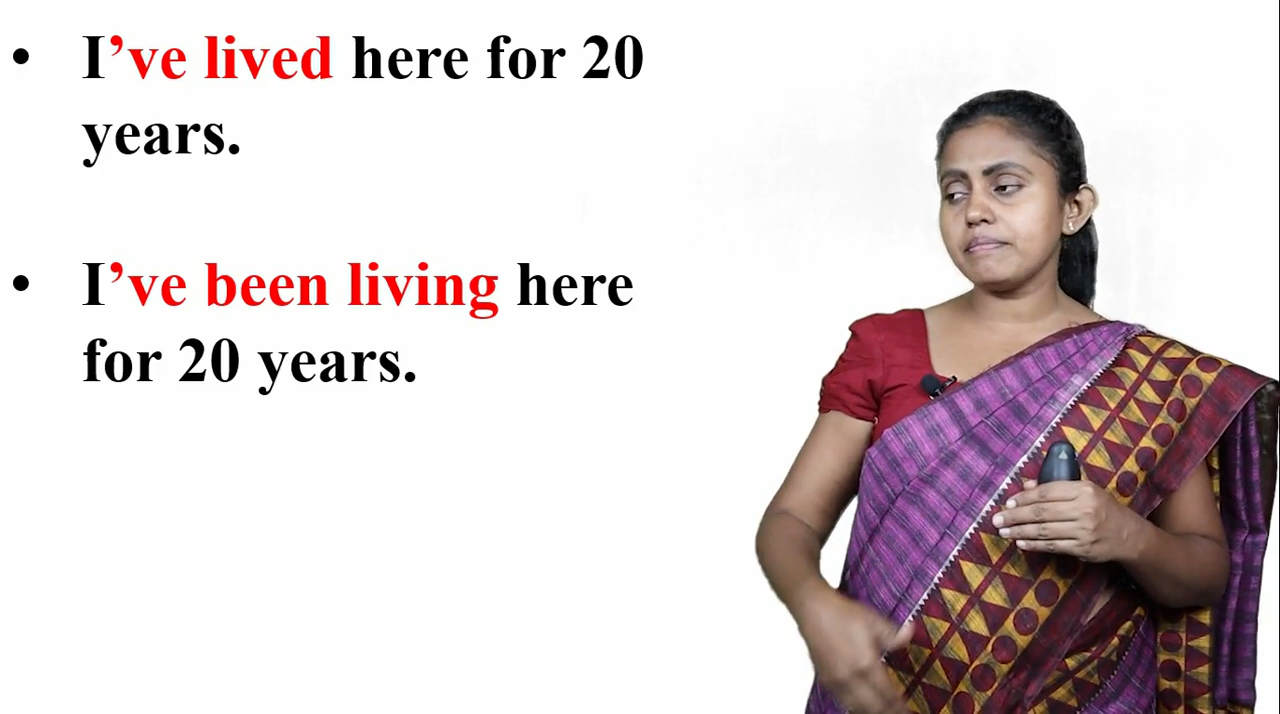 • I’ve lived here for 20
years.
• I’ve been living here
for 20 years.